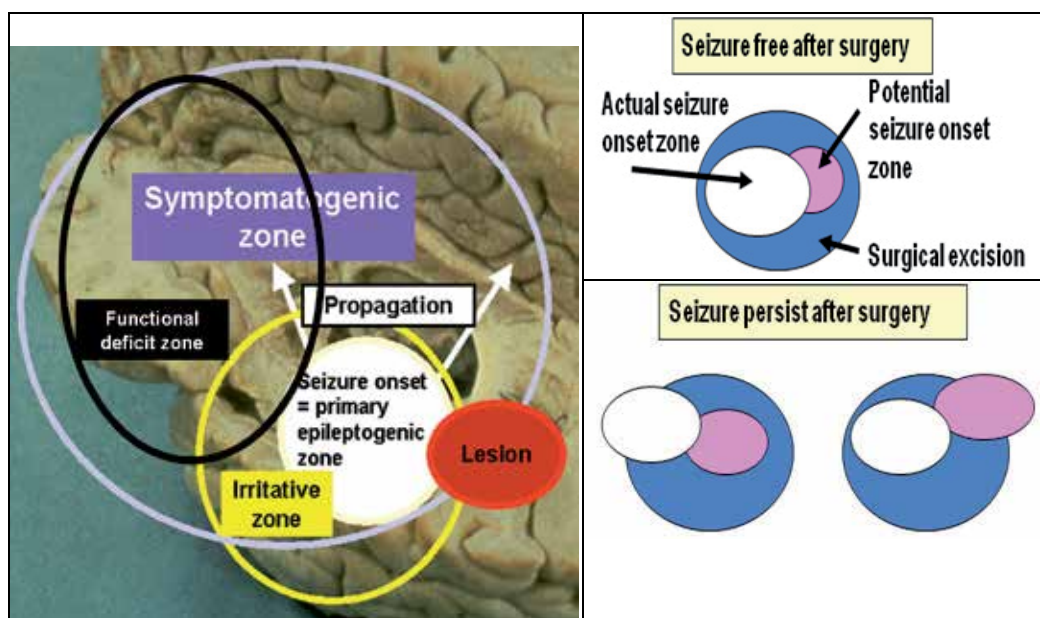 Symptomatogenic
zone
Propagation
Functional
deficit zone
Seizure onset
= primary
epileptogenic
zone
Lesion
Irritative
zone
Seizure free after surgery
Actual seizure
onset zone
Potential
seizure onset
zone
Surgical excision
Seizure persist after surgery